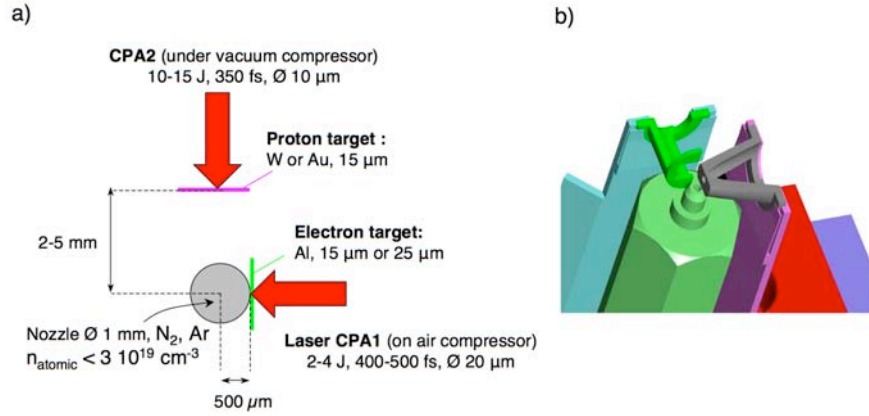 a)
CPA2 (under vacuum compressor)
10-15 J, 350 fs, Ø 10 µm
Proton target :
W or Au, 15 µm
2-5 mm
Electron target:
Al, 15 µm or 25 µm
Nozzle Ø 1 mm, N₂, Ar
n_atomic < 3 10¹⁹ cm⁻³
Laser CPA1 (on air compressor)
2-4 J, 400-500 fs, Ø 20 µm
500 µm
b)